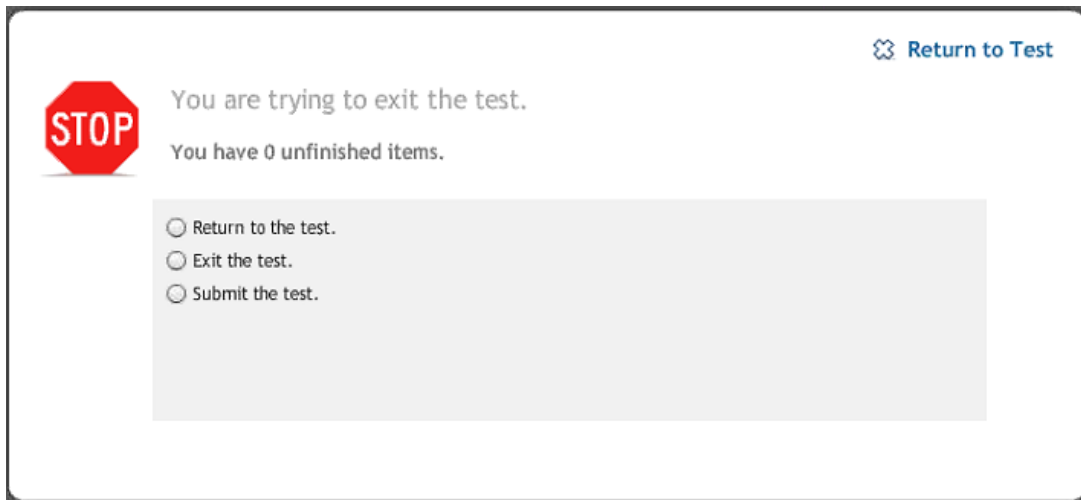 Return to Test
STOP
You are trying to exit the test.
You have 0 unfinished items.
Return to the test.
Exit the test.
Submit the test.